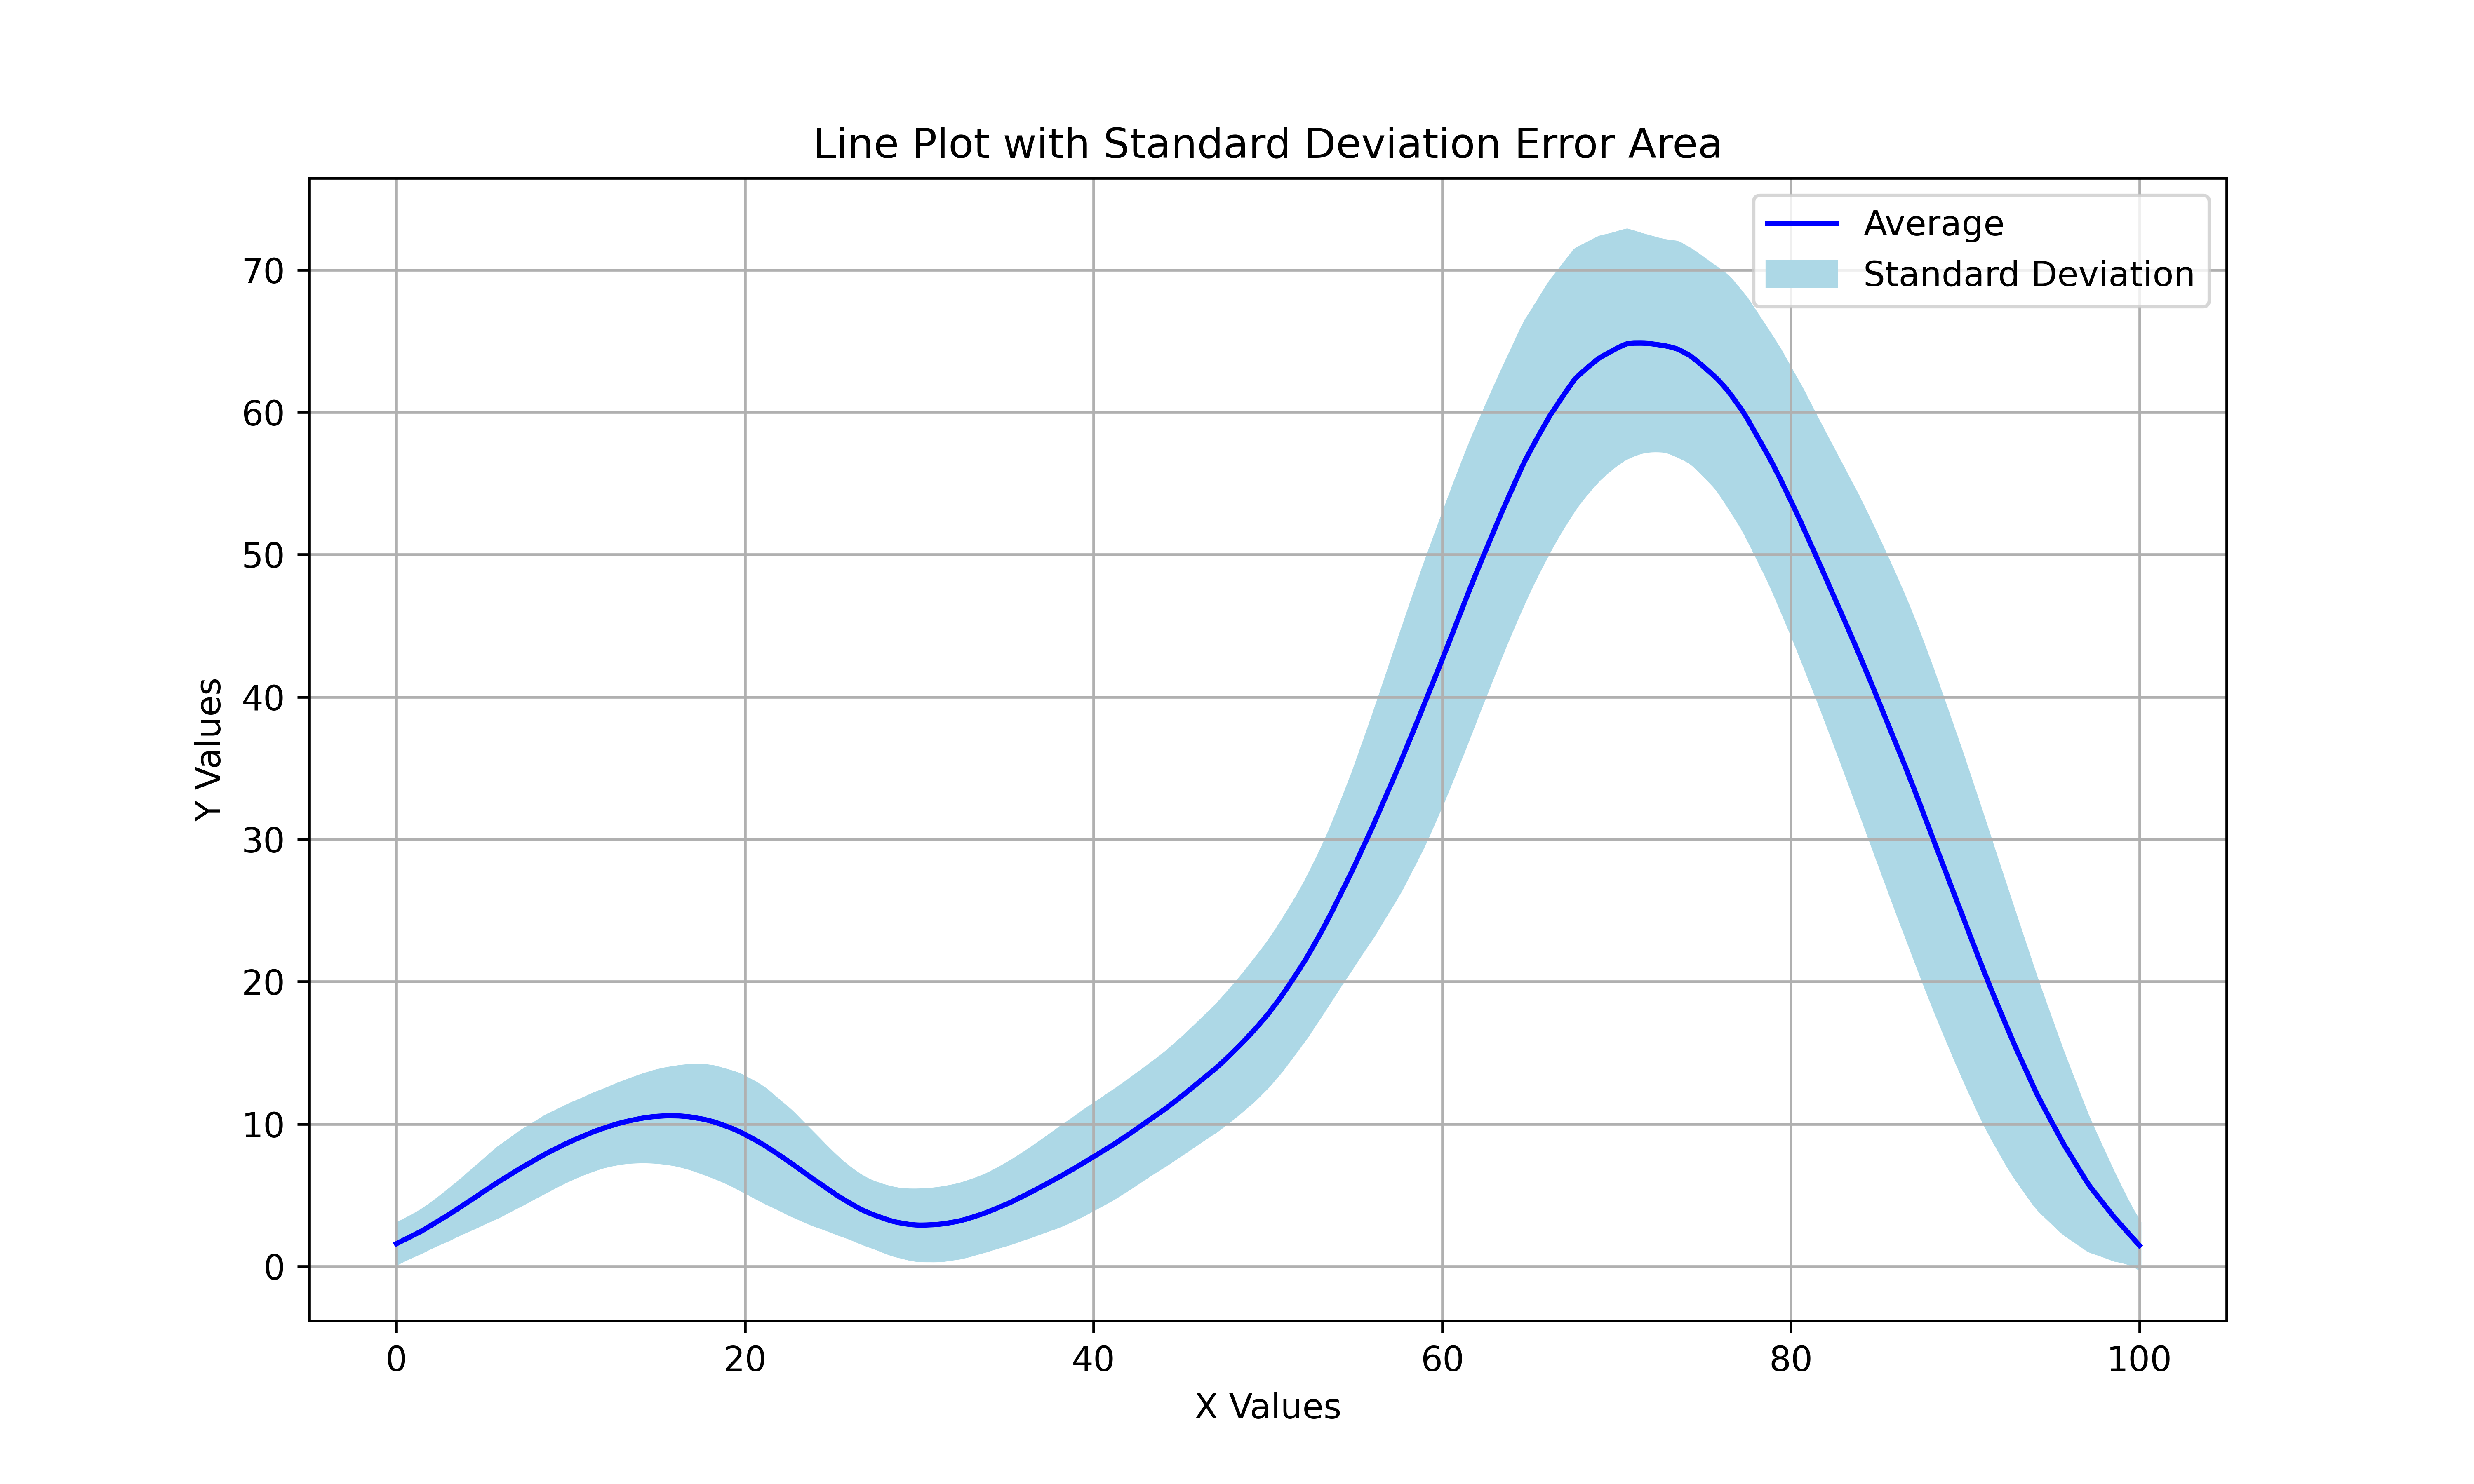 Line Plot with Standard Deviation Error Area
Average
Standard Deviation
70
60
50
40
30
20
10
0
Y Values
0 20 40 60 80 100
X Values